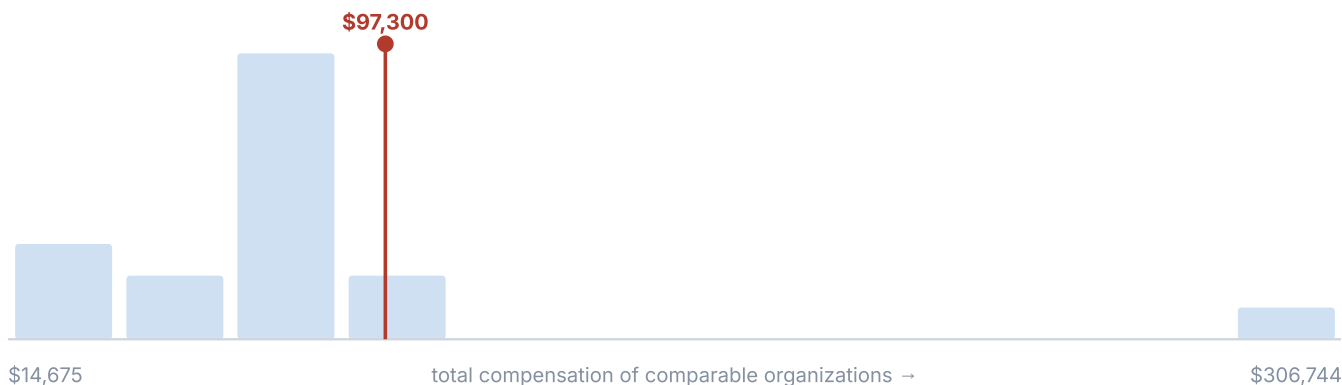 $97,300
$14,675 total compensation of comparable organizations → $306,744